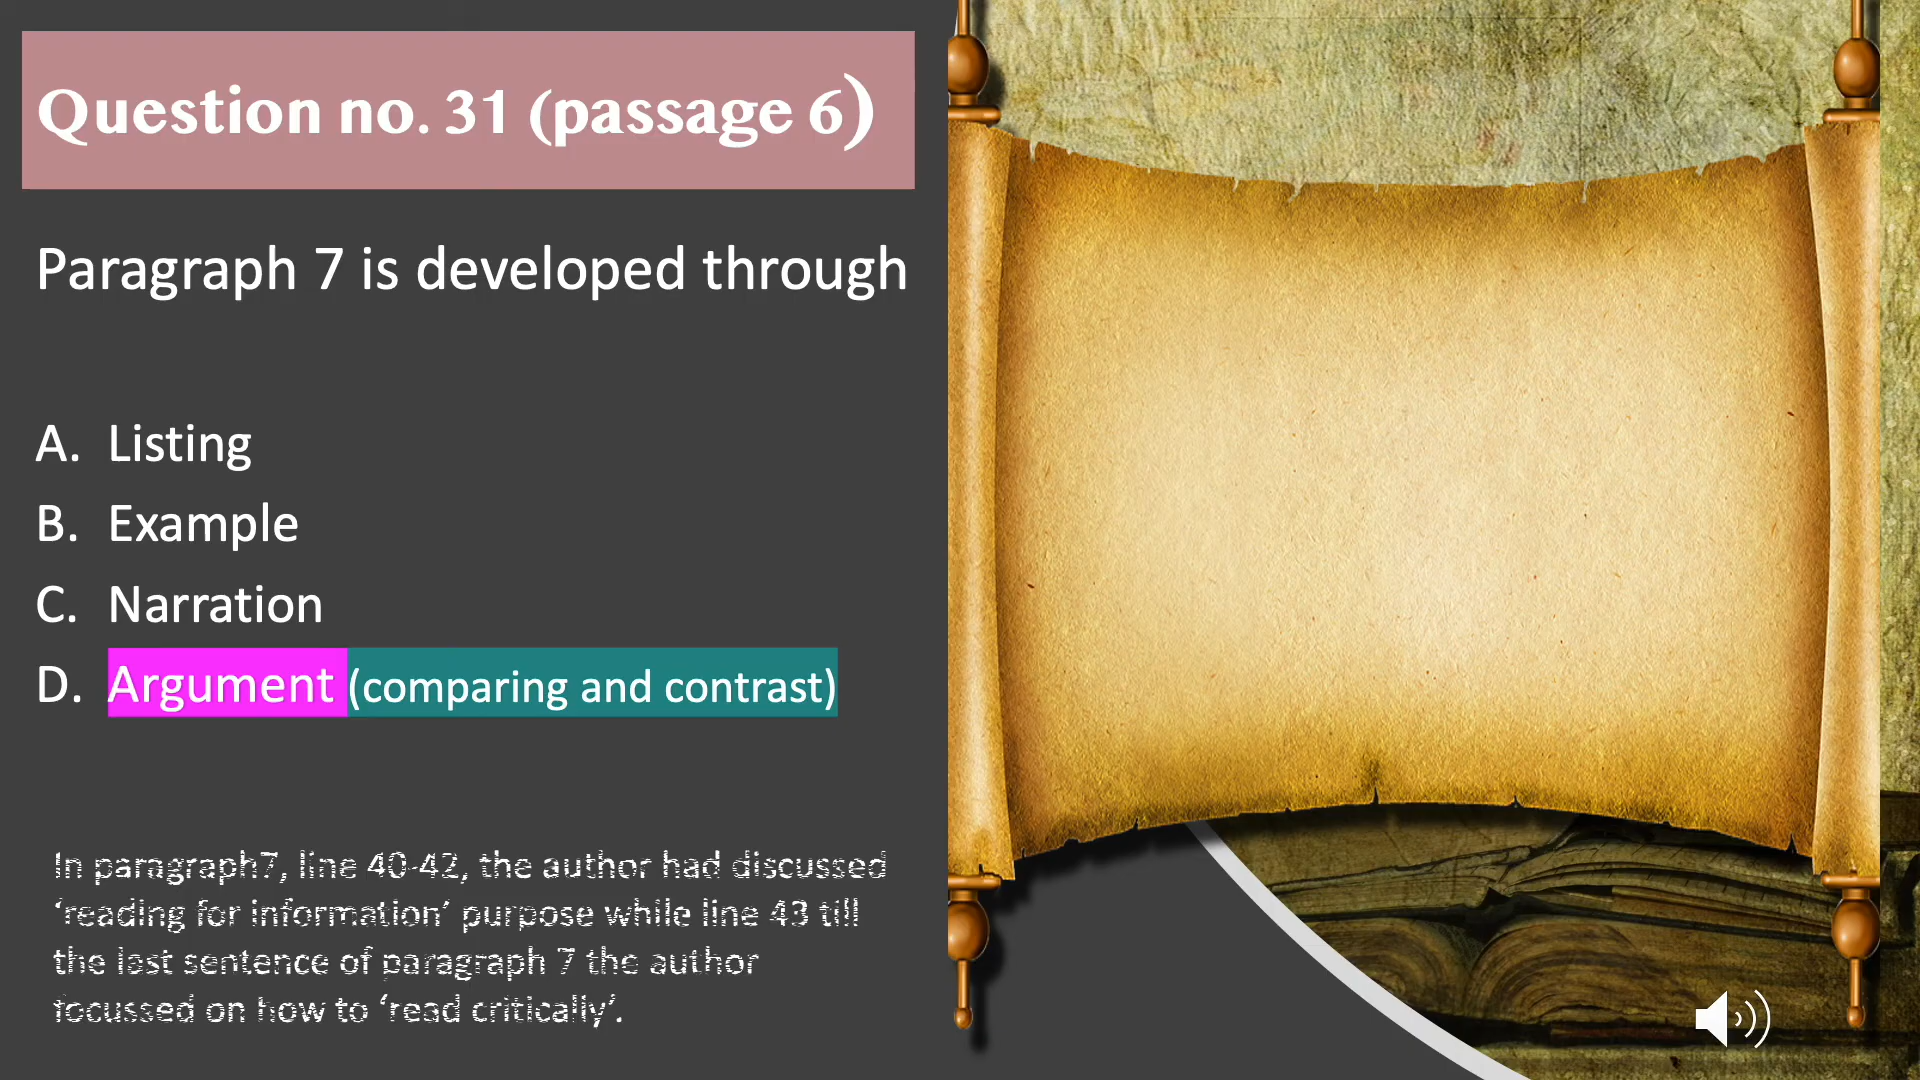 Question no. 31 (passage 6)
Paragraph 7 is developed through
A. Listing
B. Example
C. Narration
D. Argument (comparing and contrast)
In paragraph7, line 40-42, the author had discussed
‘reading for information’ purpose while line 43 till
the last sentence of paragraph 7 the author
focussed on how to ‘read critically’.